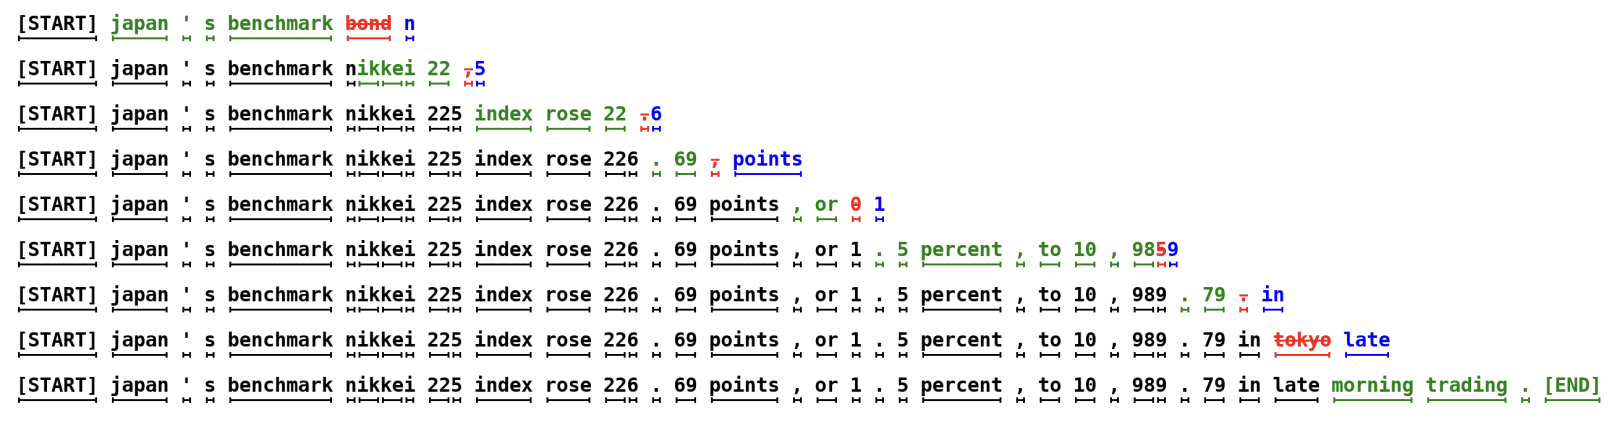 [START] japan ' s benchmark bond n
[START] japan ' s benchmark nikkei 22 , 5
[START] japan ' s benchmark nikkei 225 index rose 22 . 6
[START] japan ' s benchmark nikkei 225 index rose 226 . 69 , points
[START] japan ' s benchmark nikkei 225 index rose 226 . 69 points , or 0 1
[START] japan ' s benchmark nikkei 225 index rose 226 . 69 points , or 1 . 5 percent , to 10 , 9859
[START] japan ' s benchmark nikkei 225 index rose 226 . 69 points , or 1 . 5 percent , to 10 , 989 . 79 . in
[START] japan ' s benchmark nikkei 225 index rose 226 . 69 points , or 1 . 5 percent , to 10 , 989 . 79 in tokyo late
[START] japan ' s benchmark nikkei 225 index rose 226 . 69 points , or 1 . 5 percent , to 10 , 989 . 79 in late morning trading . [END]